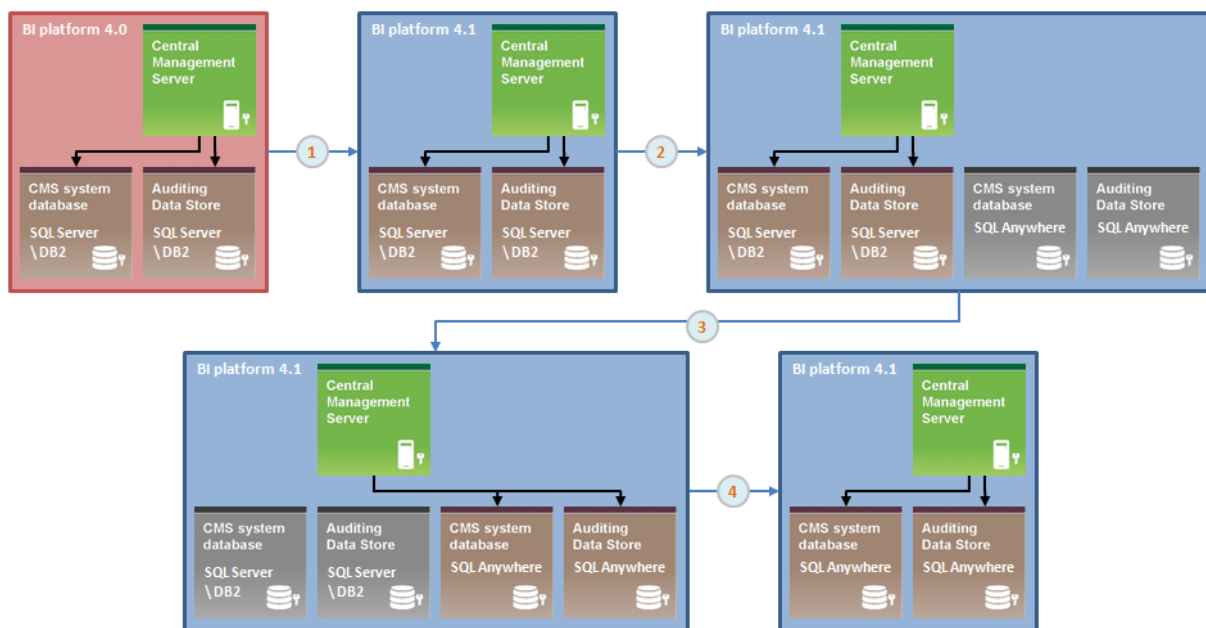 BI platform 4.0
Central
Management
Server
CMS system
database
SQL Server
\DB2
Auditing
Data Store
SQL Server
\DB2
1
BI platform 4.1
Central
Management
Server
CMS system
database
SQL Server
\DB2
Auditing
Data Store
SQL Server
\DB2
2
BI platform 4.1
Central
Management
Server
CMS system
database
SQL Server
\DB2
Auditing
Data Store
SQL Server
\DB2
CMS system
database
SQL Anywhere
Auditing
Data Store
SQL Anywhere
3
BI platform 4.1
Central
Management
Server
CMS system
database
SQL Server
\DB2
Auditing
Data Store
SQL Server
\DB2
CMS system
database
SQL Anywhere
Auditing
Data Store
SQL Anywhere
4
BI platform 4.1
Central
Management
Server
CMS system
database
SQL Anywhere
Auditing
Data Store
SQL Anywhere